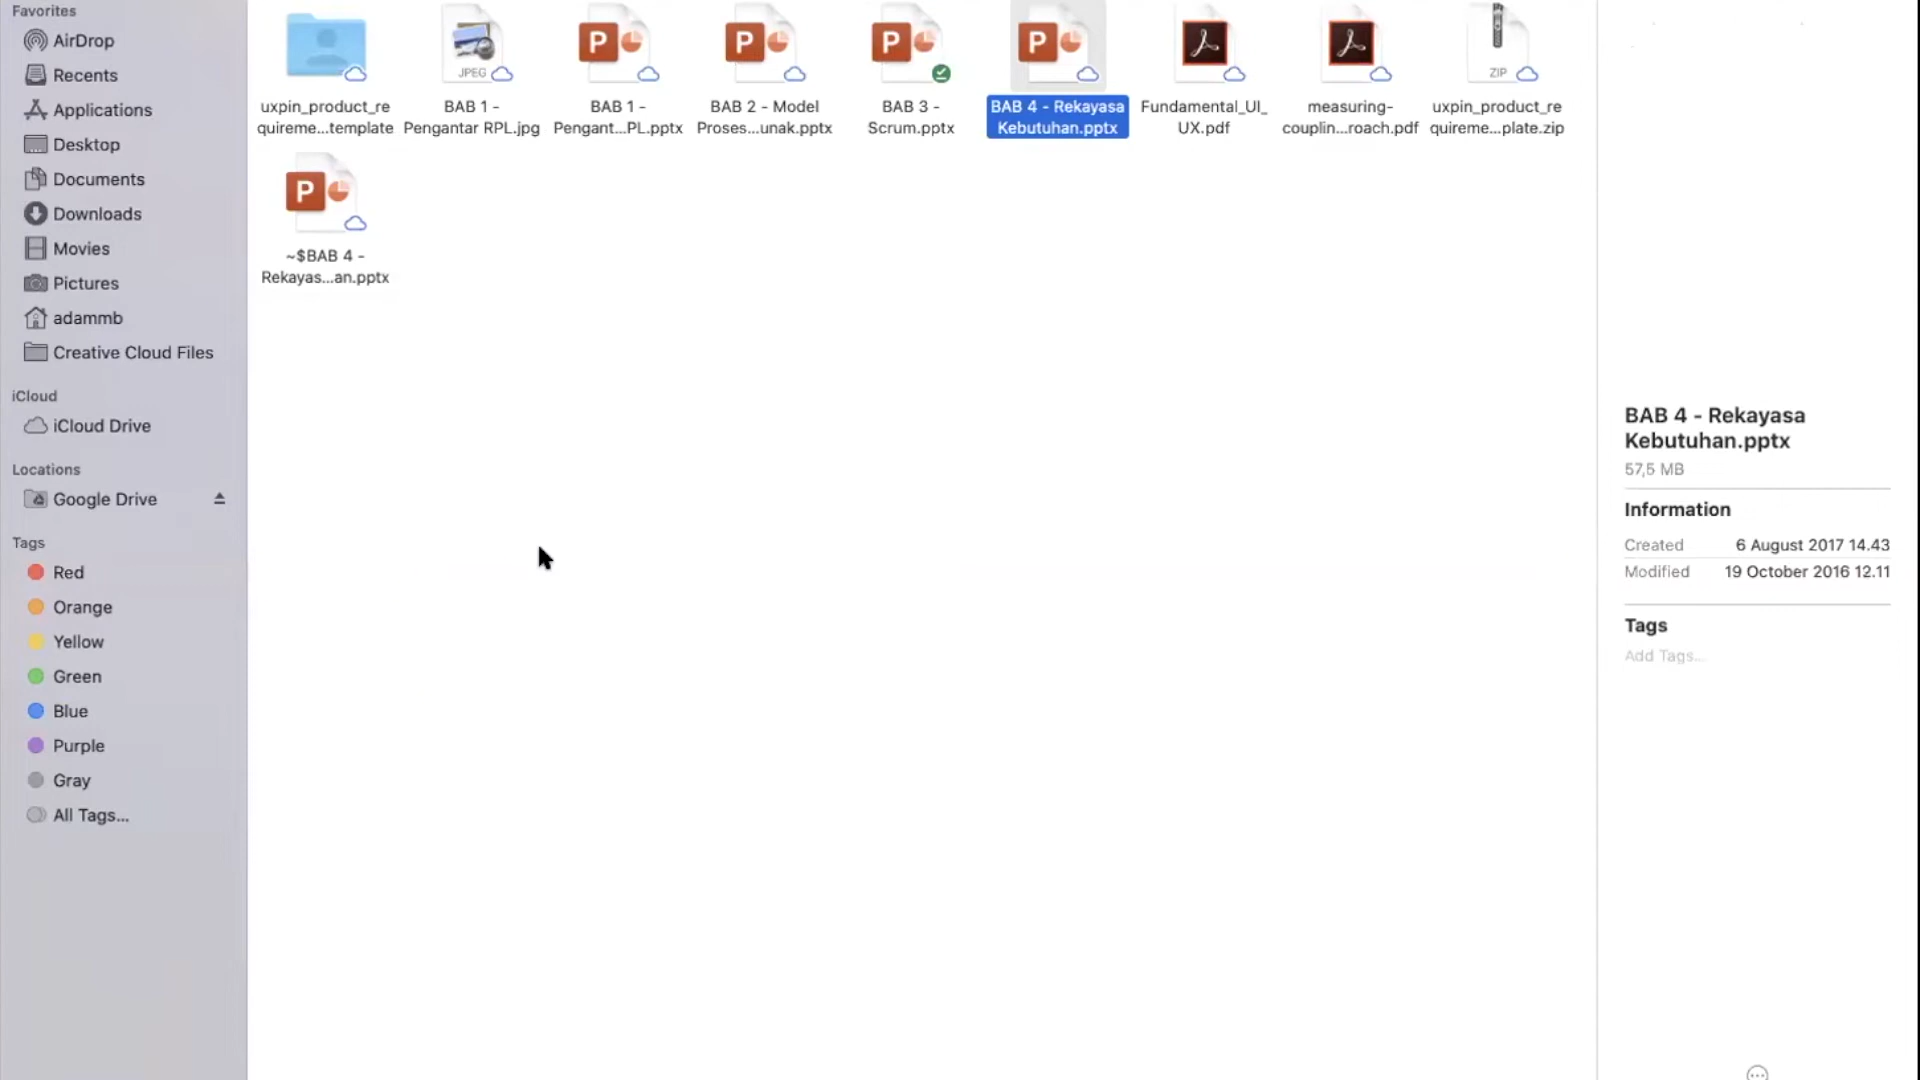 Favorites
AirDrop
Recents
Applications
Desktop
Documents
Downloads
Movies
Pictures
adammb
Creative Cloud Files
iCloud
iCloud Drive
Locations
Google Drive
Tags
Red
Orange
Yellow
Green
Blue
Purple
Gray
All Tags...
uxpin_product_re
quireme...template
JPEG
BAB 1 -
Pengantar RPL.jpg
P
BAB 1 -
Pengant...PL.pptx
P
BAB 2 - Model
Proses...unak.pptx
P
BAB 3 -
Scrum.pptx
P
BAB 4 - Rekayasa
Kebutuhan.pptx
Fundamental_UI_
UX.pdf
measuring-
couplin...roach.pdf
ZIP
uxpin_product_re
quireme...plate.zip
P
~$BAB 4 -
Rekayas...an.pptx
BAB 4 - Rekayasa
Kebutuhan.pptx
57,5 MB
Information
Created 6 August 2017 14.43
Modified 19 October 2016 12.11
Tags
Add Tags...